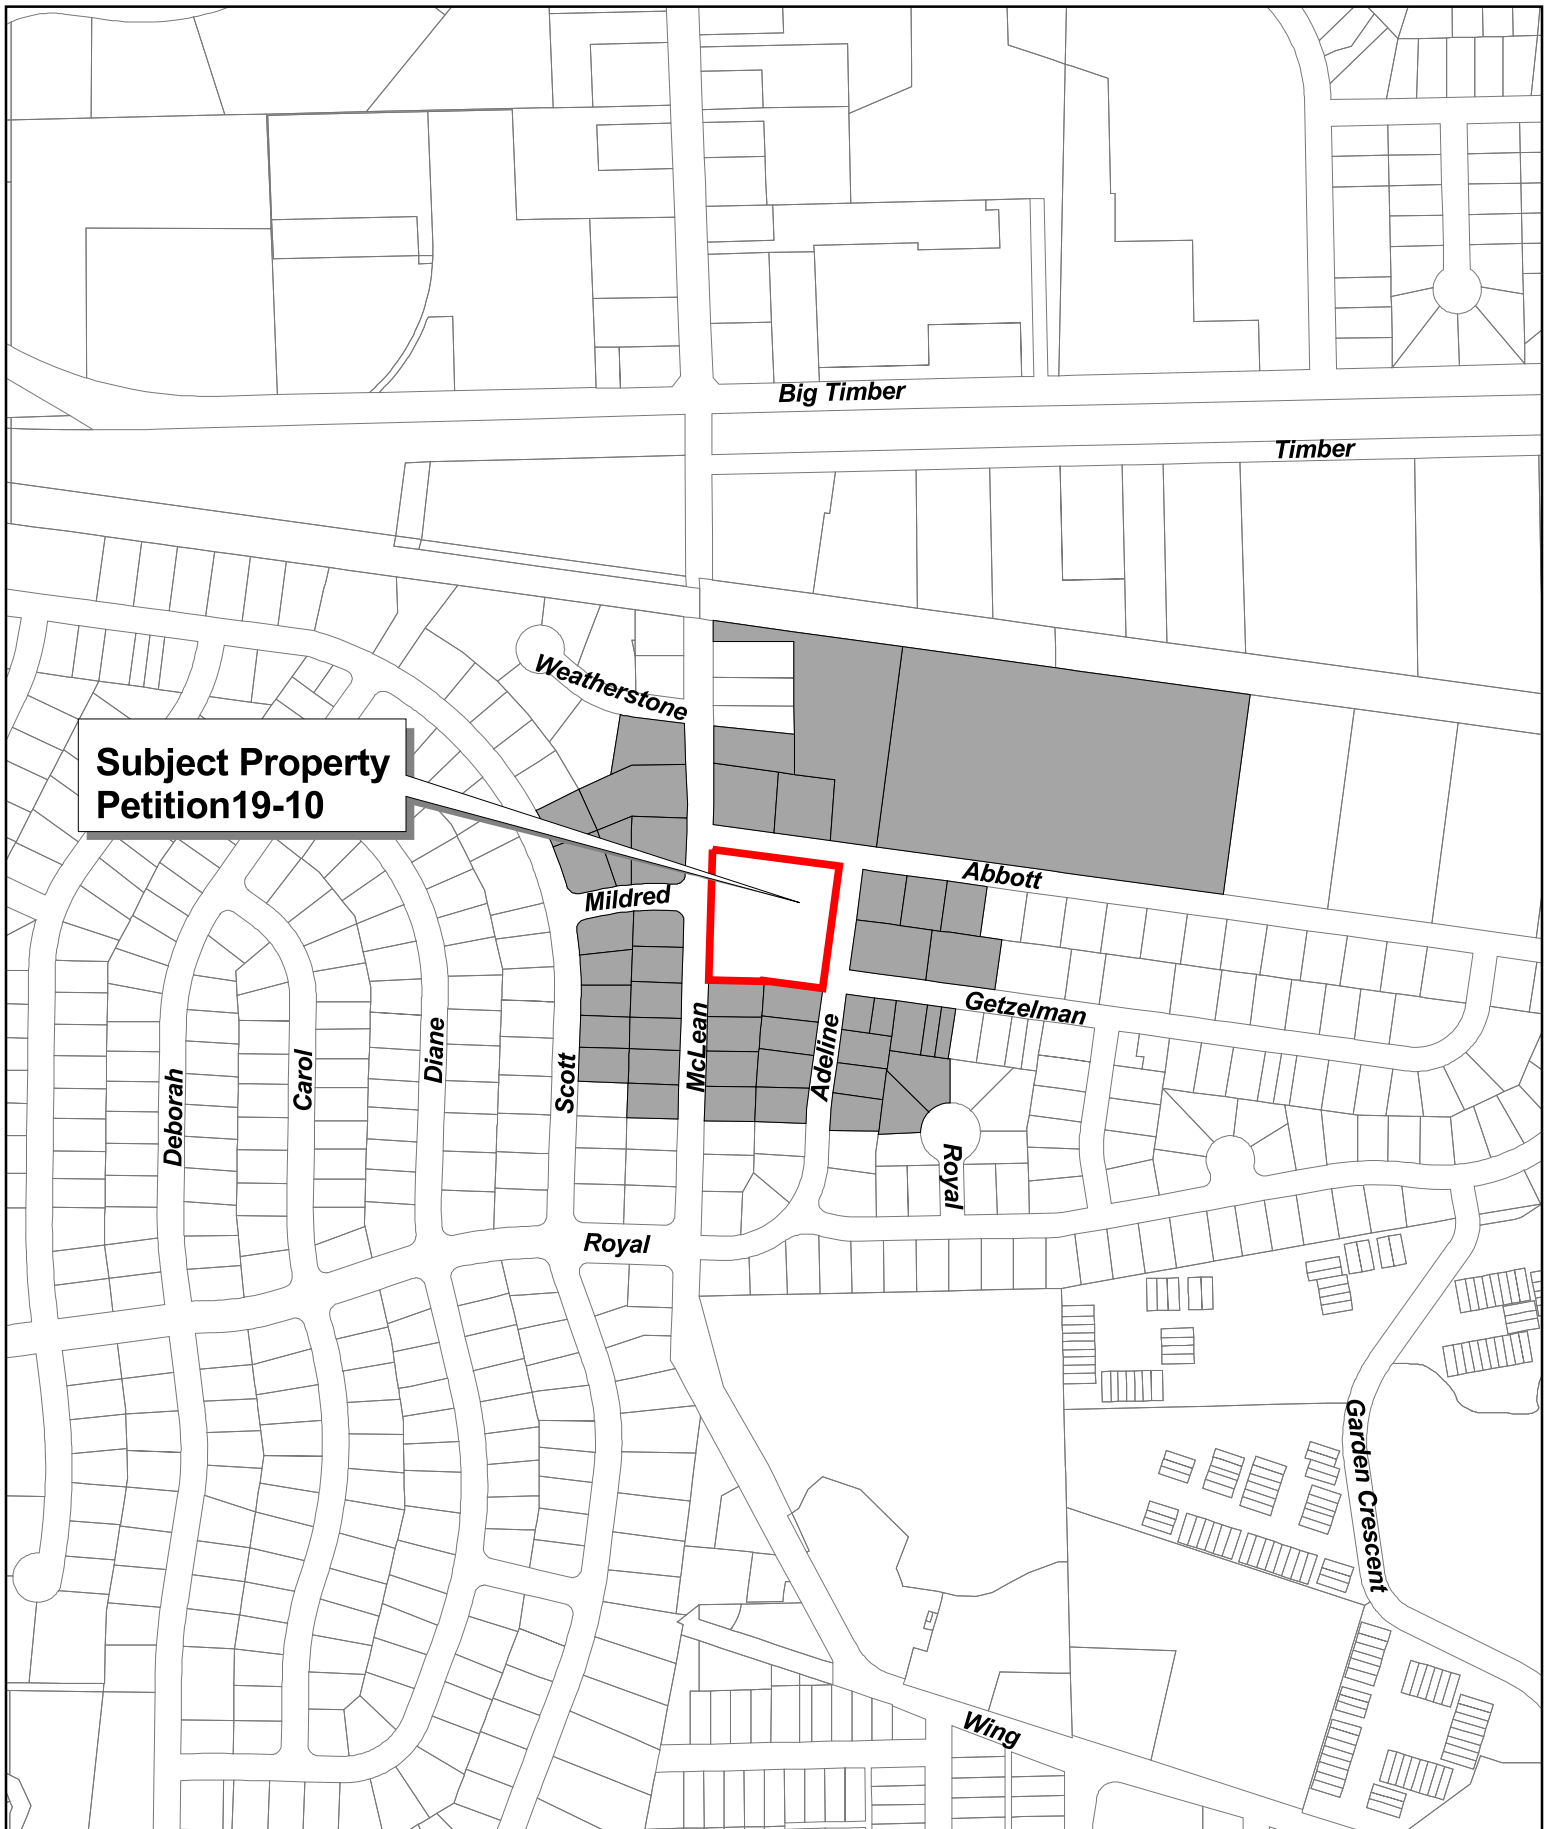 Big Timber
Timber
Weatherstone
Subject Property
Petition19-10
Abbott
Mildred
Getzelman
McLean
Adeline
Diane
Carol
Scott
Deborah
Royal
Royal
Garden Crescent
Wing